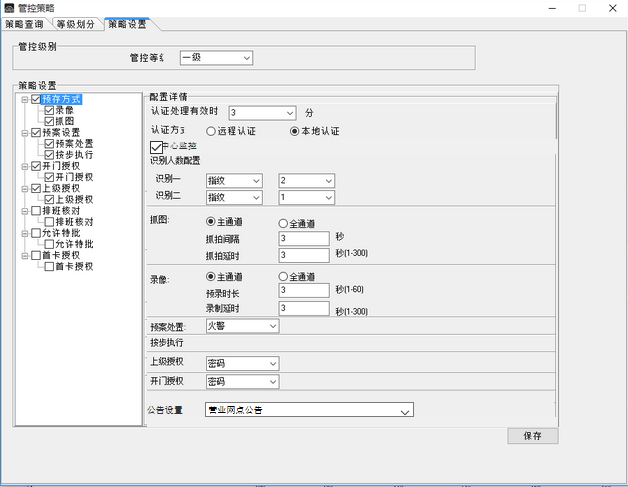 管控策略
策略查询 等级划分 策略设置
管控级别
管控等级 一级
策略设置
预存方式
录像
抓图
预案设置
预案处置
按步执行
开门授权
开门授权
上级授权
上级授权
排班核对
排班核对
允许特批
允许特批
首卡授权
首卡授权
配置详情
认证处理有效时 3 分
认证方式 远程认证 本地认证
中心监控
识别人数配置
识别一 指纹 2
识别二 指纹 1
抓图: 主通道 全通道
抓拍间隔 3 秒
抓拍延时 3 秒(1-300)
录像: 主通道 全通道
预录时长 3 秒(1-60)
录制延时 3 秒(1-300)
预案处置: 火警
按步执行
上级授权 密码
开门授权 密码
公告设置 营业网点公告
保存